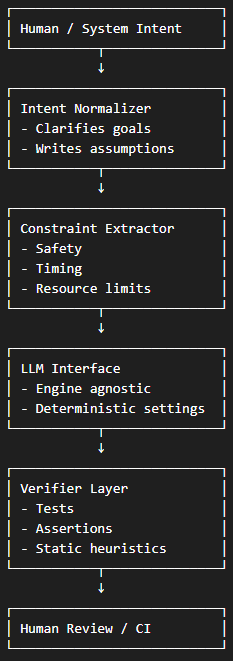 Human / System Intent
Intent Normalizer
- Clarifies goals
- Writes assumptions
Constraint Extractor
- Safety
- Timing
- Resource limits
LLM Interface
- Engine agnostic
- Deterministic settings
Verifier Layer
- Tests
- Assertions
- Static heuristics
Human Review / CI